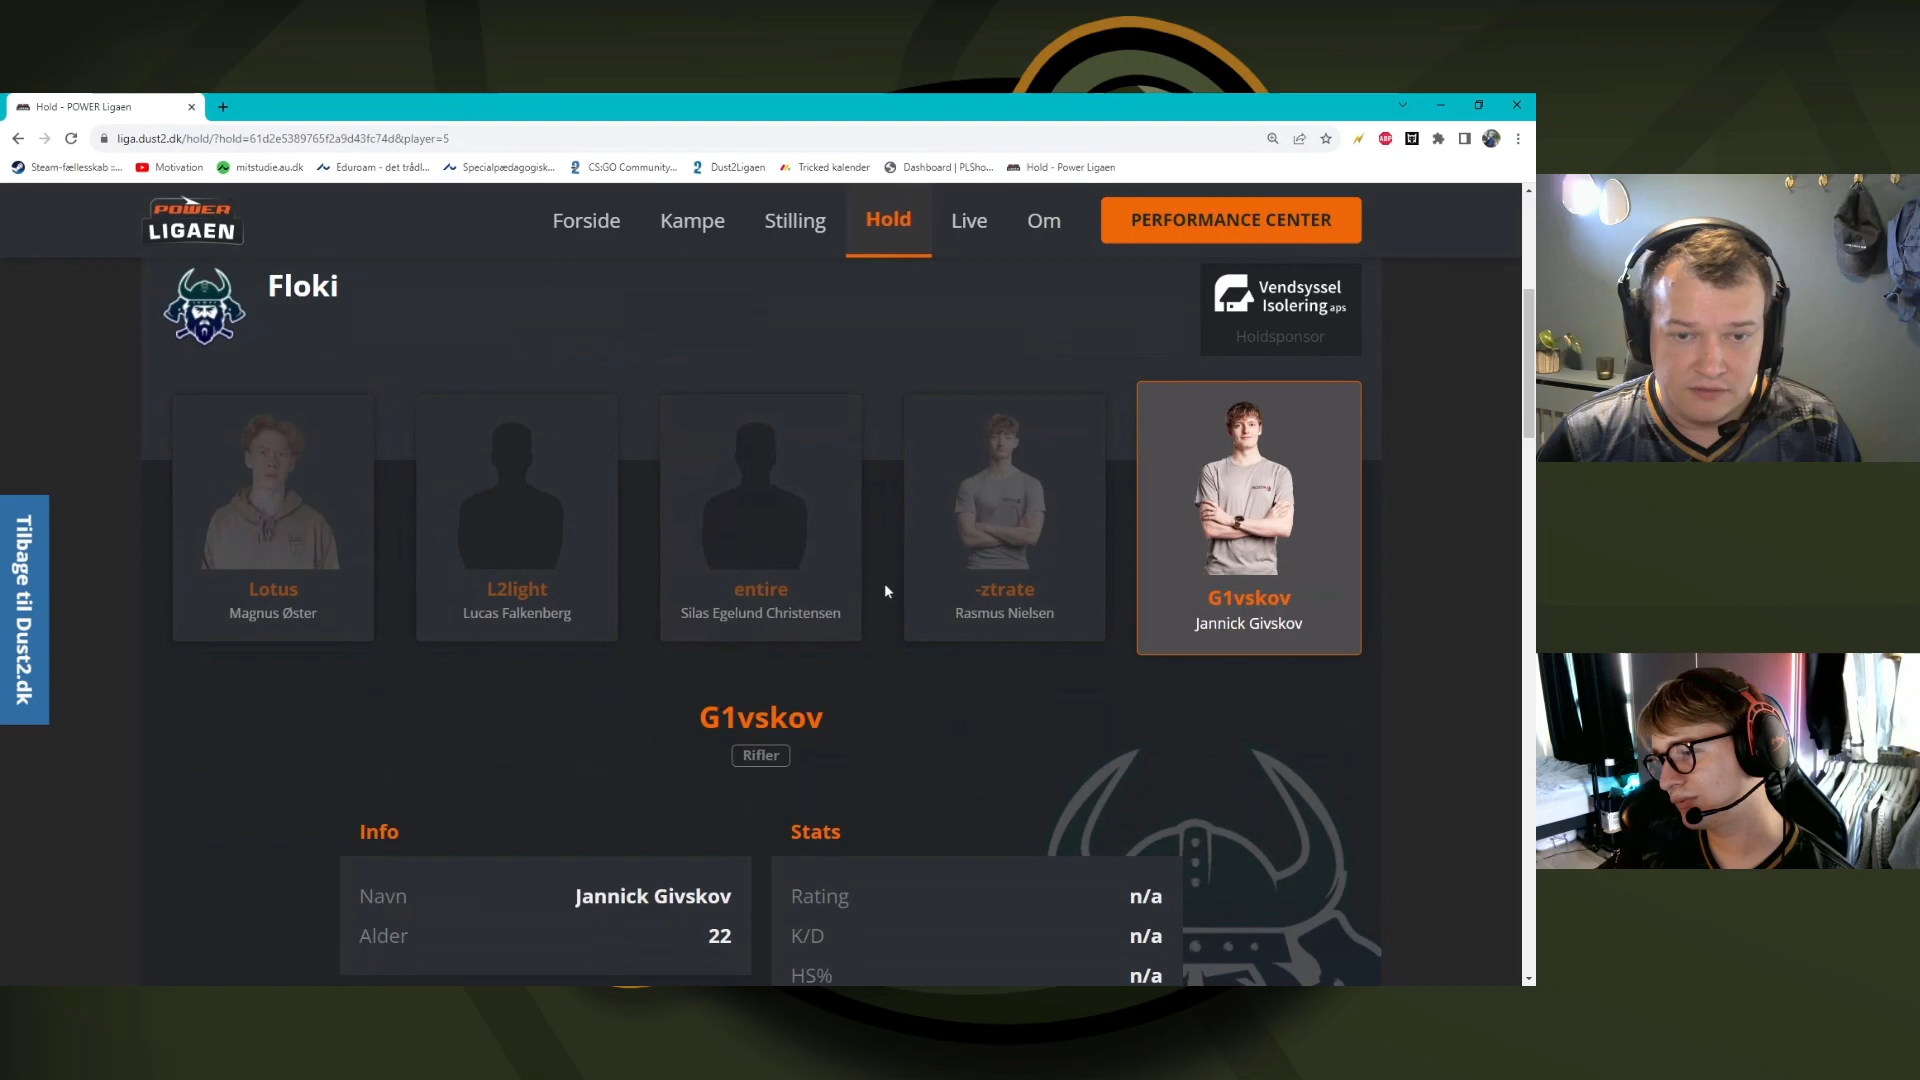 Hold - POWER Ligaen
liga.dust2.dk/hold/?hold=61d2e5389765f2a9d43fc74d&player=5
ABP
Steam-fællesskab ::...
Motivation
mitstudie.au.dk
Eduroam - det trådl...
Specialpædagogisk...
CS:GO Community...
Dust2Ligaen
Tricked kalender
Dashboard | PLSho...
Hold - Power Ligaen
POWER
LIGAEN
Forside
Kampe
Stilling
Hold
Live
Om
PERFORMANCE CENTER
Floki
Vendsyssel
Isolering aps
Holdsponsor
Tilbage til Dust2.dk
Lotus
Magnus Øster
L2light
Lucas Falkenberg
entire
Silas Egelund Christensen
-ztrate
Rasmus Nielsen
G1vskov
Jannick Givskov
G1vskov
Rifler
Info
Navn
Jannick Givskov
Alder
22
Stats
Rating
n/a
K/D
n/a
HS%
n/a